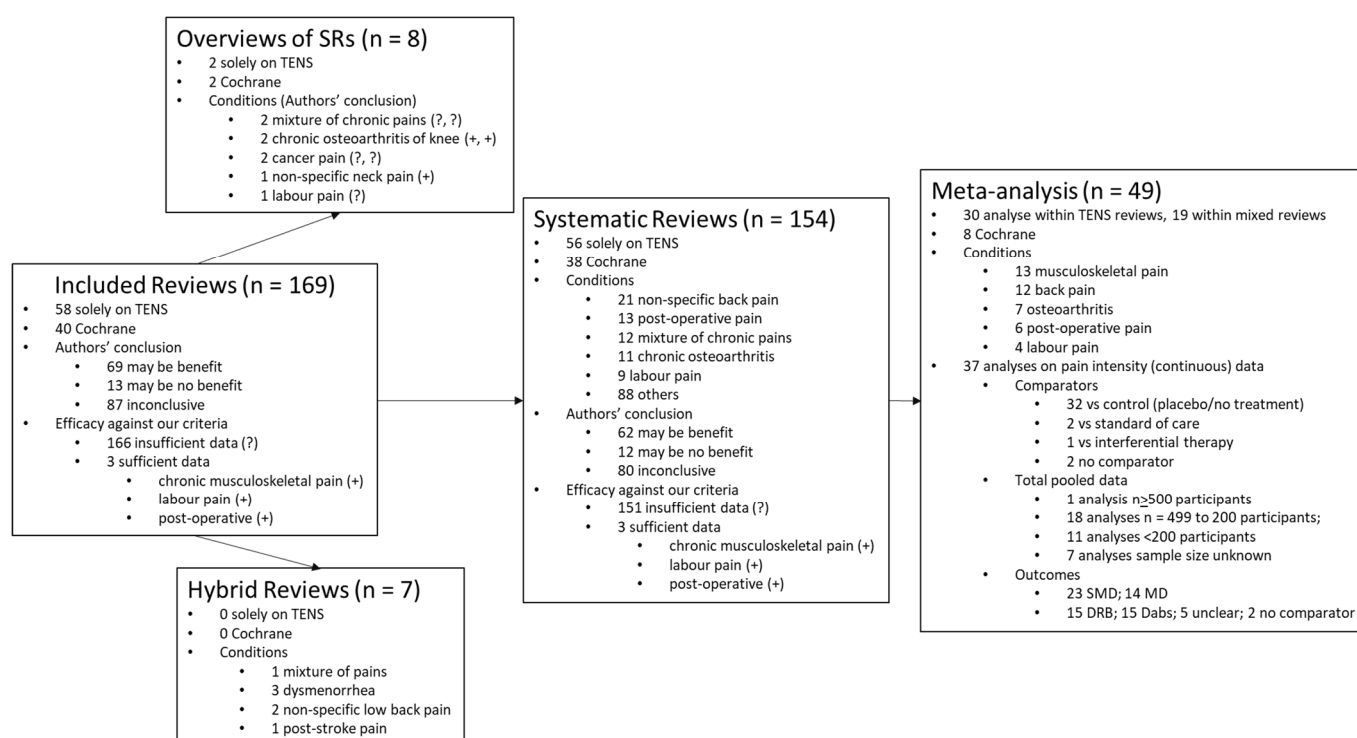 Overviews of SRs (n = 8)
• 2 solely on TENS
• 2 Cochrane
• Conditions (Authors' conclusion)
• 2 mixture of chronic pains (?, ?)
• 2 chronic osteoarthritis of knee (+, +)
• 2 cancer pain (?, ?)
• 1 non-specific neck pain (+)
• 1 labour pain (?)
Included Reviews (n = 169)
• 58 solely on TENS
• 40 Cochrane
• Authors' conclusion
• 69 may be benefit
• 13 may be no benefit
• 87 inconclusive
• Efficacy against our criteria
• 166 insufficient data (?)
• 3 sufficient data
• chronic musculoskeletal pain (+)
• labour pain (+)
• post-operative (+)
Hybrid Reviews (n = 7)
• 0 solely on TENS
• 0 Cochrane
• Conditions
• 1 mixture of pains
• 3 dysmenorrhea
• 2 non-specific low back pain
• 1 post-stroke pain
Systematic Reviews (n = 154)
• 56 solely on TENS
• 38 Cochrane
• Conditions
• 21 non-specific back pain
• 13 post-operative pain
• 12 mixture of chronic pains
• 11 chronic osteoarthritis
• 9 labour pain
• 88 others
• Authors' conclusion
• 62 may be benefit
• 12 may be no benefit
• 80 inconclusive
• Efficacy against our criteria
• 151 insufficient data (?)
• 3 sufficient data
• chronic musculoskeletal pain (+)
• labour pain (+)
• post-operative (+)
Meta-analysis (n = 49)
• 30 analyse within TENS reviews, 19 within mixed reviews
• 8 Cochrane
• Conditions
• 13 musculoskeletal pain
• 12 back pain
• 7 osteoarthritis
• 6 post-operative pain
• 4 labour pain
• 37 analyses on pain intensity (continuous) data
• Comparators
• 32 vs control (placebo/no treatment)
• 2 vs standard of care
• 1 vs interferential therapy
• 2 no comparator
• Total pooled data
• 1 analysis n>500 participants
• 18 analyses n = 499 to 200 participants;
• 11 analyses <200 participants
• 7 analyses sample size unknown
• Outcomes
• 23 SMD; 14 MD
• 15 DRB; 15 Dabs; 5 unclear; 2 no comparator